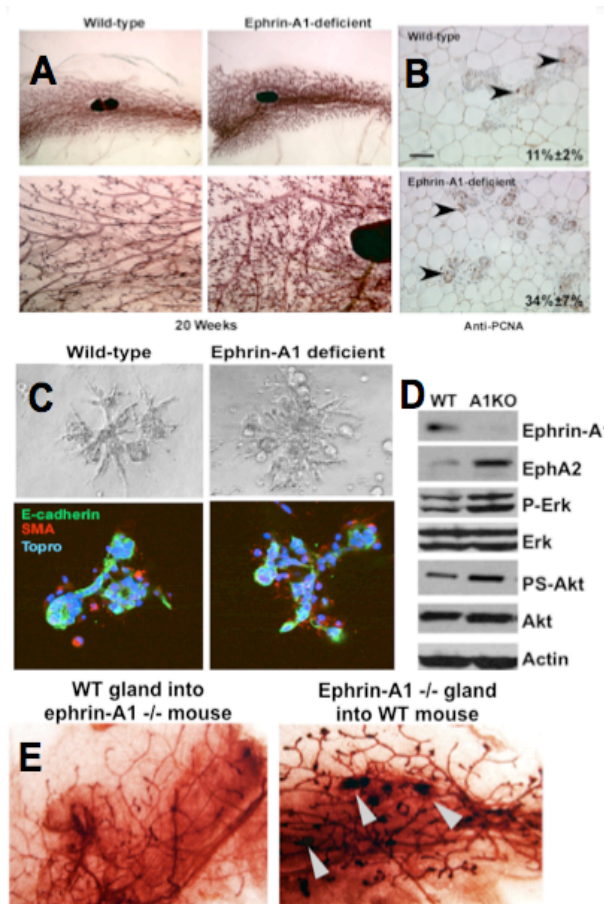 Wild-type
Ephrin-A1-deficient
A
B
Wild-type
11%±2%
Ephrin-A1-deficient
34%±7%
20 Weeks
Anti-PCNA
Wild-type
Ephrin-A1 deficient
C
E-cadherin
SMA
Topro
D
WT A1KO
Ephrin-A1
EphA2
P-Erk
Erk
PS-Akt
Akt
Actin
WT gland into
ephrin-A1 -/- mouse
Ephrin-A1 -/- gland
into WT mouse
E